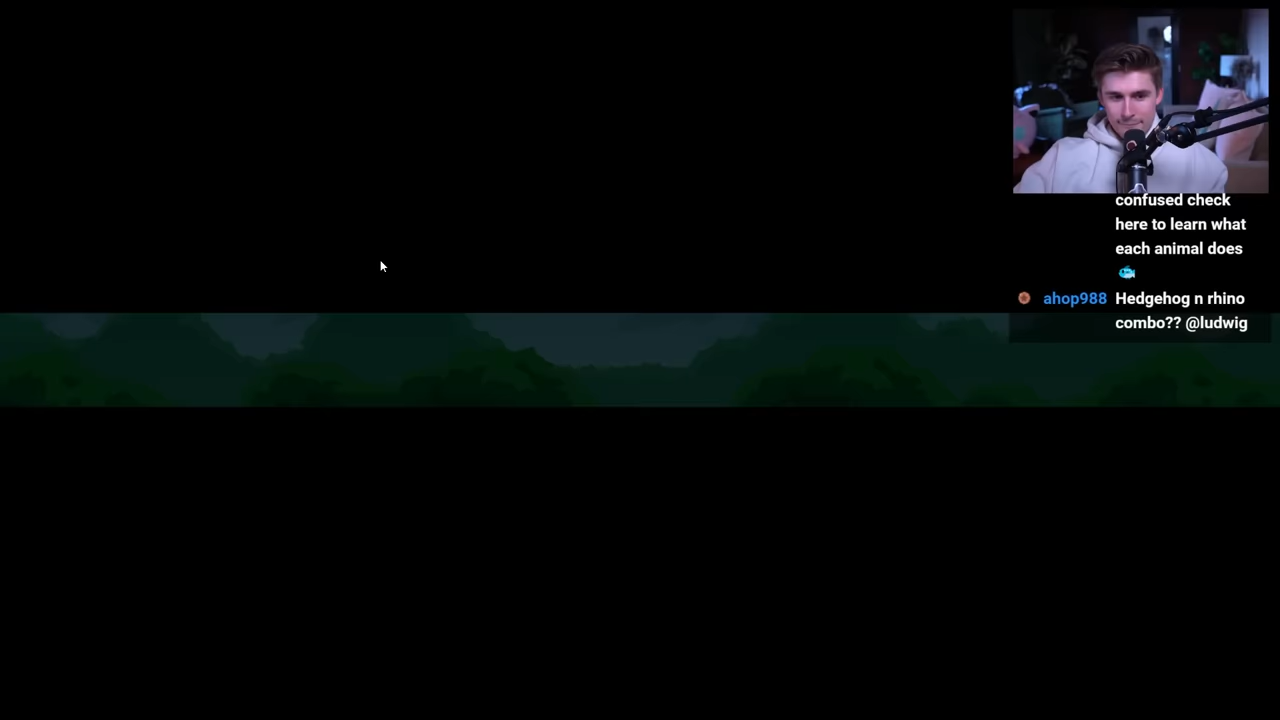 confused check
here to learn what
each animal does
ahop988 Hedgehog n rhino
combo?? @ludwig